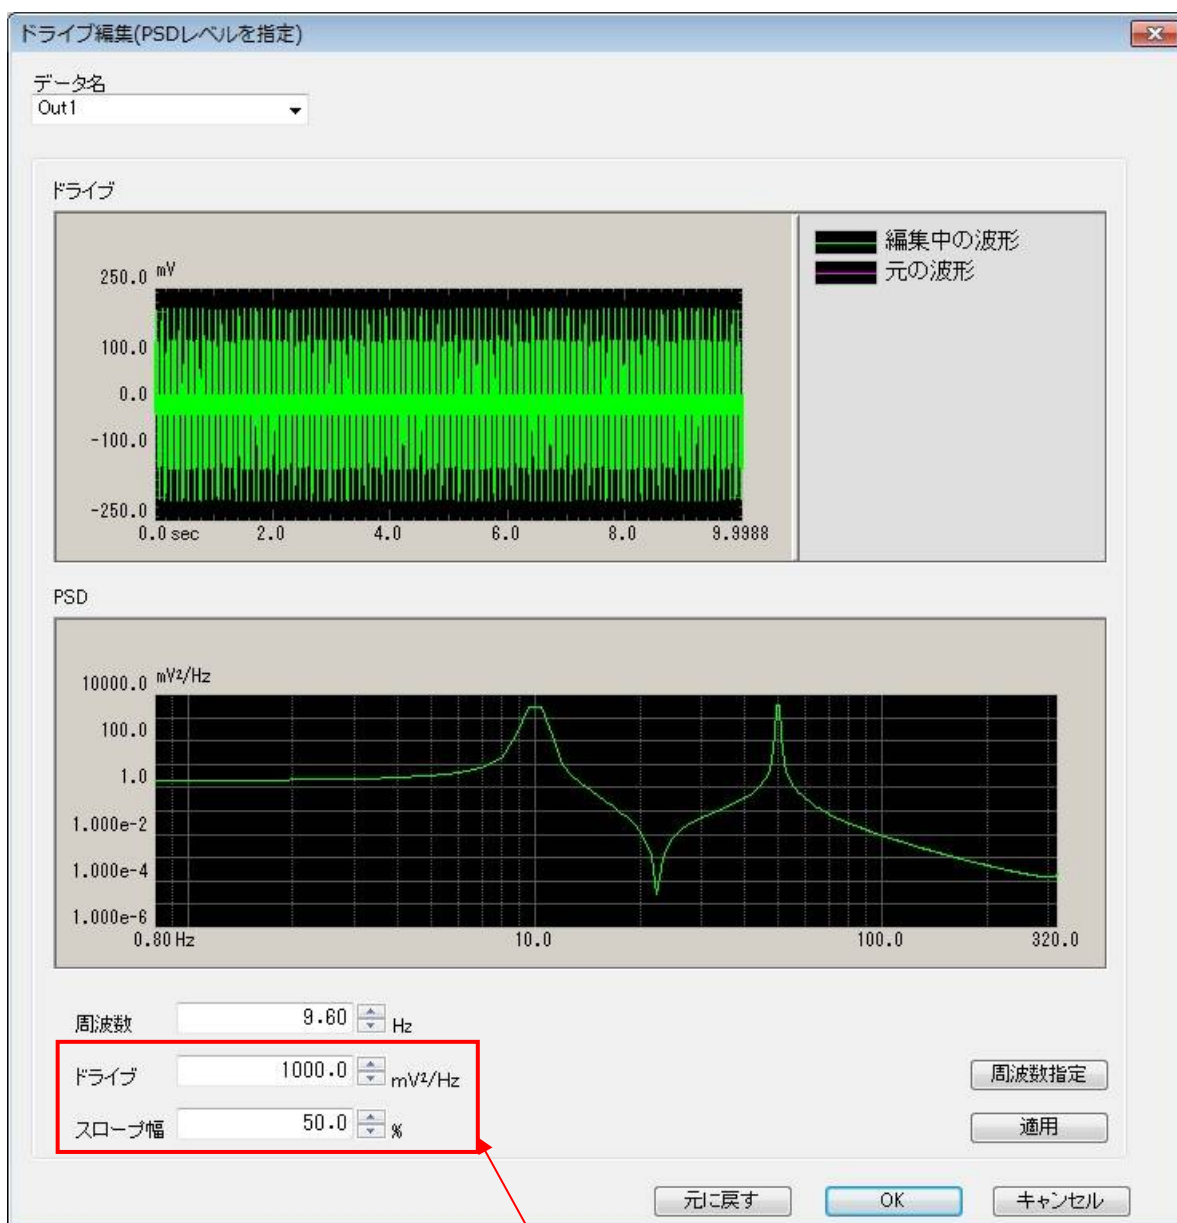 ドライブ編集(PSDレベルを指定)
データ名
Out1
ドライブ
編集中の波形
元の波形
250.0 mV
100.0
0.0
-100.0
-250.0
0.0 sec 2.0 4.0 6.0 8.0 9.9988
PSD
10000.0 mV²/Hz
100.0
1.0
1.000e-2
1.000e-4
1.000e-6
0.80 Hz 10.0 100.0 320.0
周波数 9.60 Hz
ドライブ 1000.0 mV²/Hz 周波数指定
スロープ幅 50.0 % 適用
元に戻す OK キャンセル